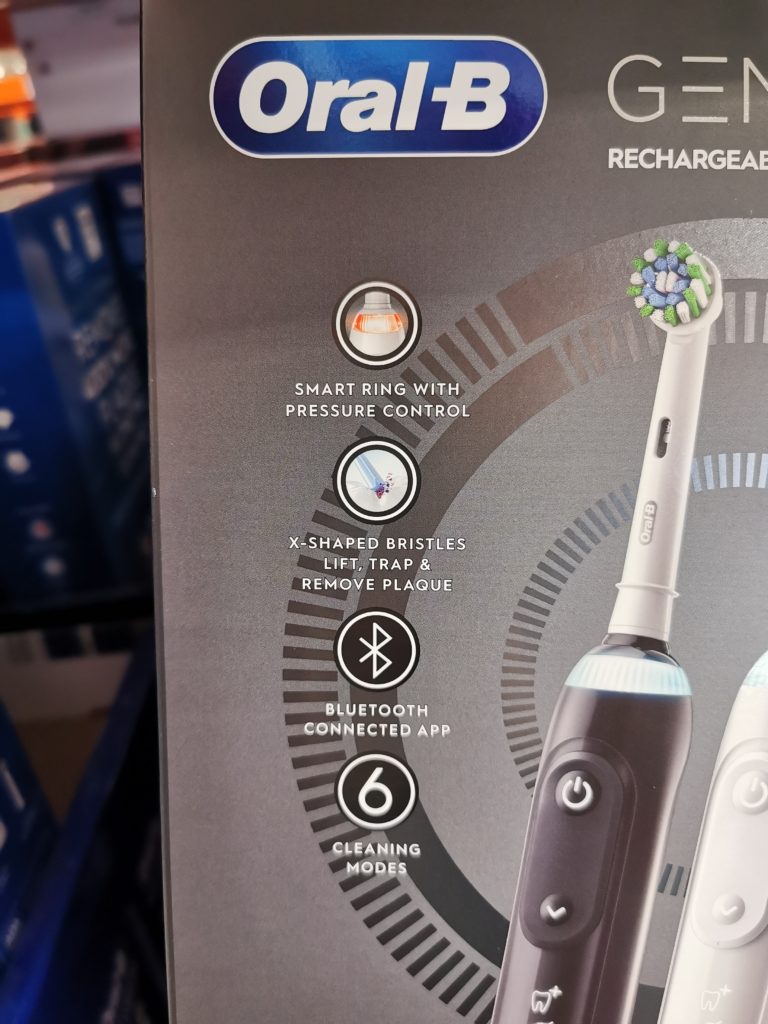 Oral-B
GEN
RECHARGEAB
SMART RING WITH
PRESSURE CONTROL
X-SHAPED BRISTLES
LIFT, TRAP &
REMOVE PLAQUE
Oral-B
BLUETOOTH
CONNECTED APP
6
CLEANING
MODES